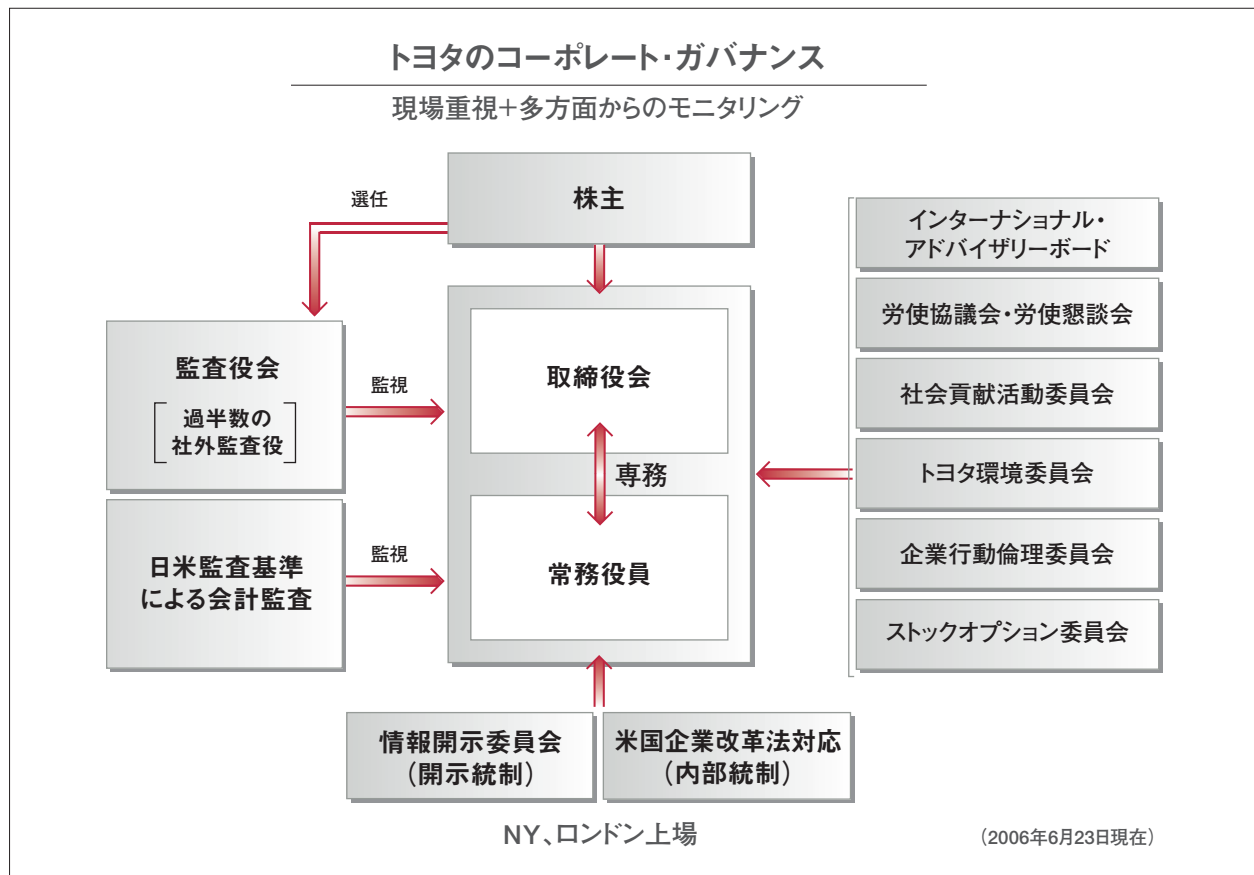 トヨタのコーポレート・ガバナンス
現場重視+多方面からのモニタリング
株主
選任
監査役会
過半数の
社外監査役
監視
日米監査基準
による会計監査
監視
取締役会
専務
常務役員
インターナショナル・
アドバイザリーボード
労使協議会・労使懇談会
社会貢献活動委員会
トヨタ環境委員会
企業行動倫理委員会
ストックオプション委員会
情報開示委員会
(開示統制)
米国企業改革法対応
(内部統制)
NY、ロンドン上場
(2006年6月23日現在)